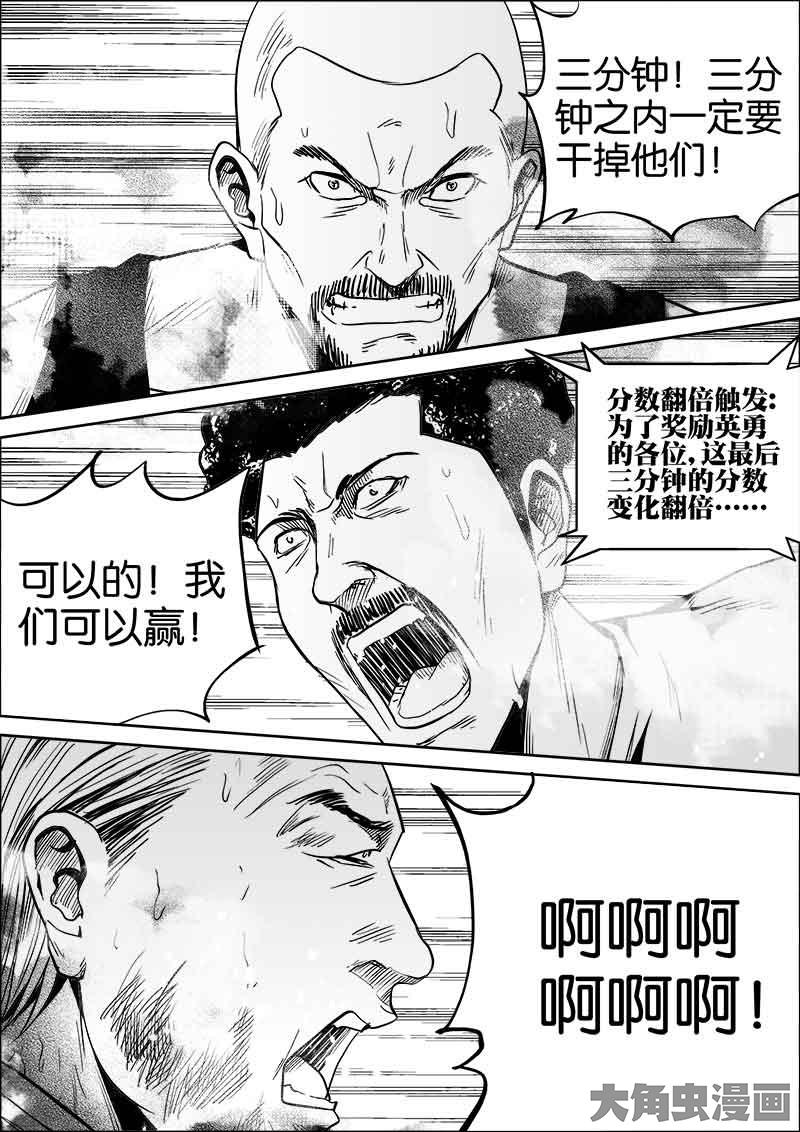 三分钟！三分
钟之内一定要
干掉他们！
分数翻倍触发：
为了奖励英勇
的各位，这最后
三分钟的分数
变化翻倍……
可以的！我
们可以赢！
啊啊啊
啊啊啊！
大角虫漫画